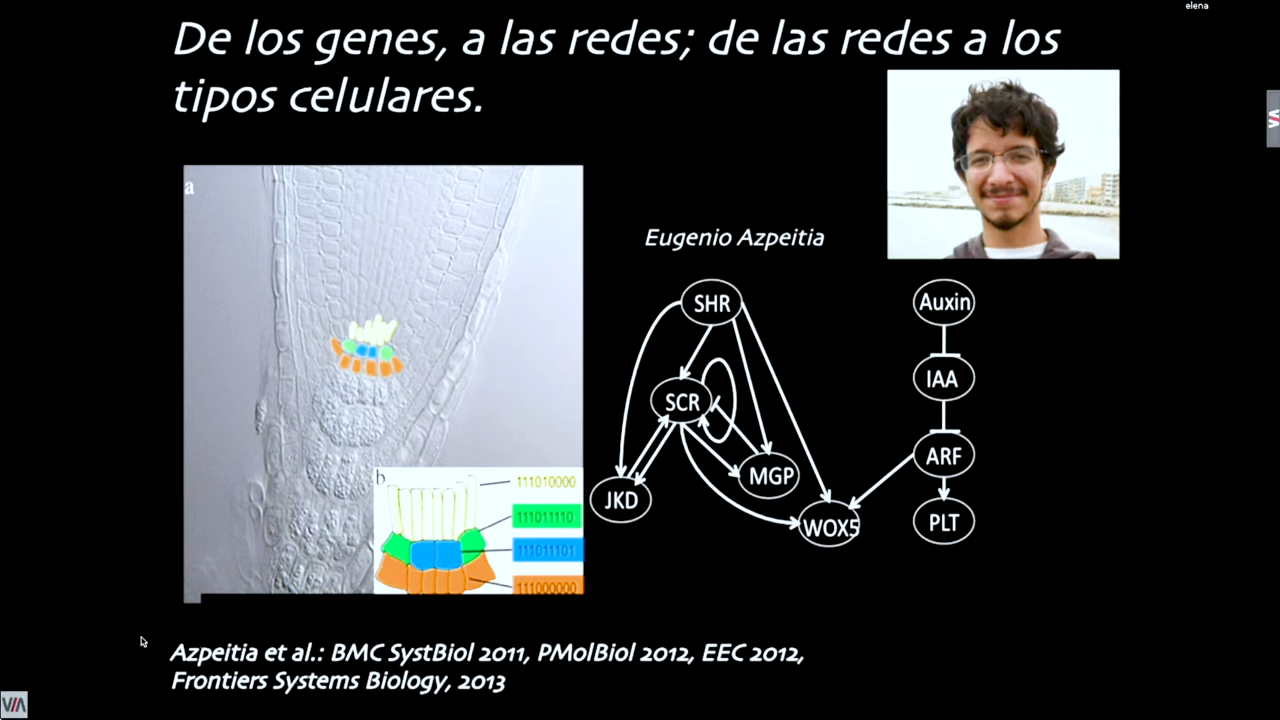 elena
De los genes, a las redes; de las redes a los
tipos celulares.
a
Eugenio Azpeitia
SHR
SCR
MGP
JKD
WOX5
Auxin
IAA
ARF
PLT
b
111010000
111011110
111011101
111000000
Azpeitia et al.: BMC SystBiol 2011, PMolBiol 2012, EEC 2012,
Frontiers Systems Biology, 2013
VIA